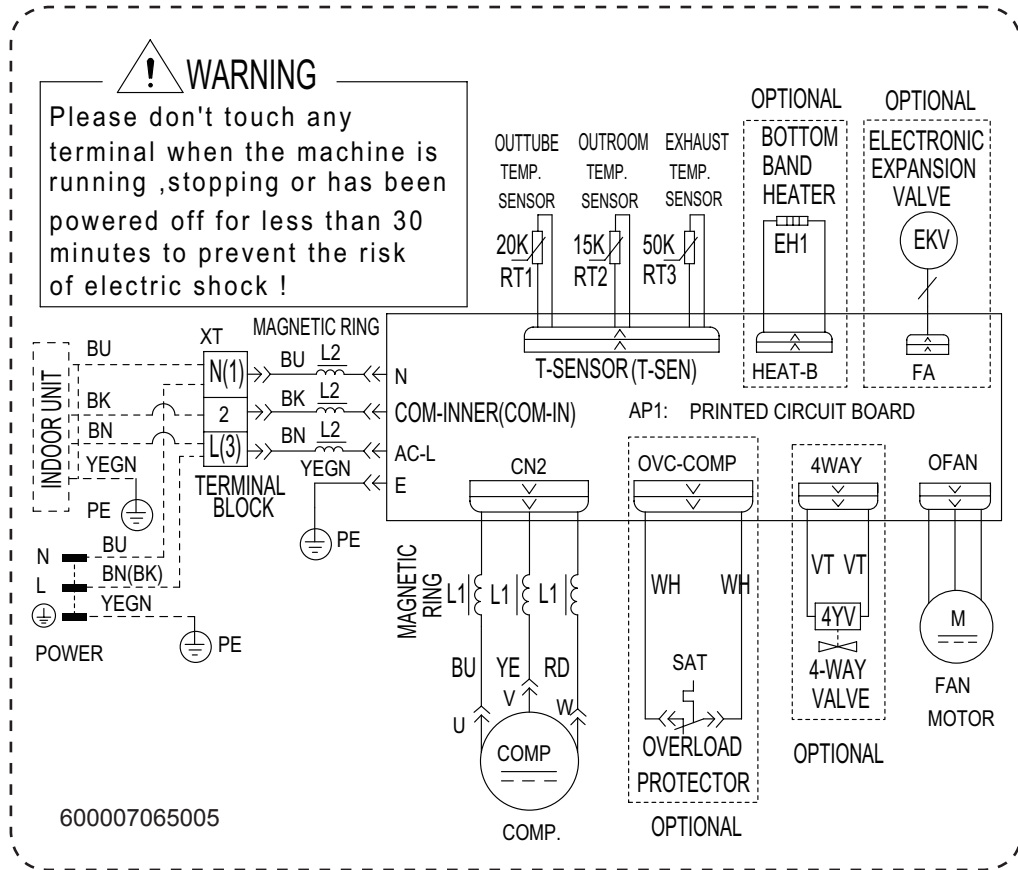 WARNING
Please don't touch any
terminal when the machine is
running ,stopping or has been
powered off for less than 30
minutes to prevent the risk
of electric shock !
OUTTUBE
TEMP.
SENSOR
OUTROOM
TEMP.
SENSOR
EXHAUST
TEMP.
SENSOR
20K
RT1
15K
RT2
50K
RT3
OPTIONAL
BOTTOM
BAND
HEATER
EH1
HEAT-B
OPTIONAL
ELECTRONIC
EXPANSION
VALVE
EKV
FA
T-SENSOR (T-SEN)
INDOOR UNIT
BU
BK
BN
YEGN
PE
XT
N(1)
2
L(3)
TERMINAL
BLOCK
MAGNETIC RING
BU
L2
N
BK
L2
COM-INNER(COM-IN)
BN
L2
AC-L
YEGN
E
PE
AP1: PRINTED CIRCUIT BOARD
N
BU
L
BN(BK)
YEGN
PE
POWER
CN2
MAGNETIC
RING
L1
L1
L1
BU
YE
RD
U
V
W
COMP
COMP.
OVC-COMP
WH
WH
SAT
OVERLOAD
PROTECTOR
OPTIONAL
4WAY
VT
VT
4YV
4-WAY
VALVE
OPTIONAL
OFAN
M
FAN
MOTOR
600007065005